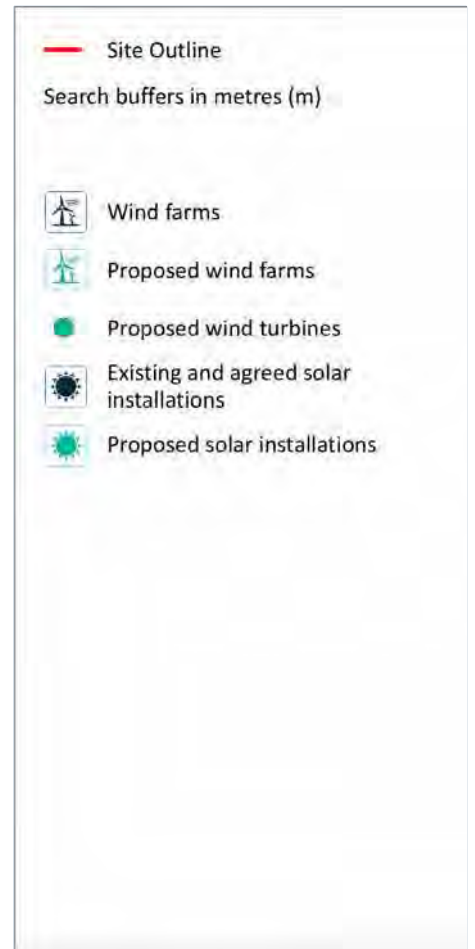 Site Outline
Search buffers in metres (m)
Wind farms
Proposed wind farms
Proposed wind turbines
Existing and agreed solar
installations
Proposed solar installations